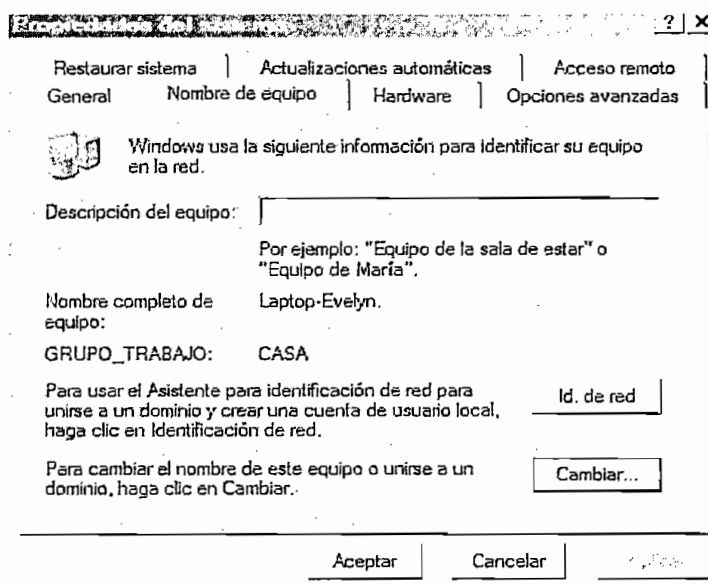 ? X
Restaurar sistema Actualizaciones automáticas Acceso remoto
General Nombre de equipo Hardware Opciones avanzadas
Windows usa la siguiente información para identificar su equipo
en la red.
Descripción del equipo:
Por ejemplo: "Equipo de la sala de estar" o
"Equipo de María".
Nombre completo de
equipo:
Laptop-Evelyn.
GRUPO_TRABAJO: CASA
Para usar el Asistente para identificación de red para
unirse a un dominio y crear una cuenta de usuario local,
haga clic en Identificación de red.
Id. de red
Para cambiar el nombre de este equipo o unirse a un
dominio, haga clic en Cambiar.
Cambiar...
Aceptar Cancelar